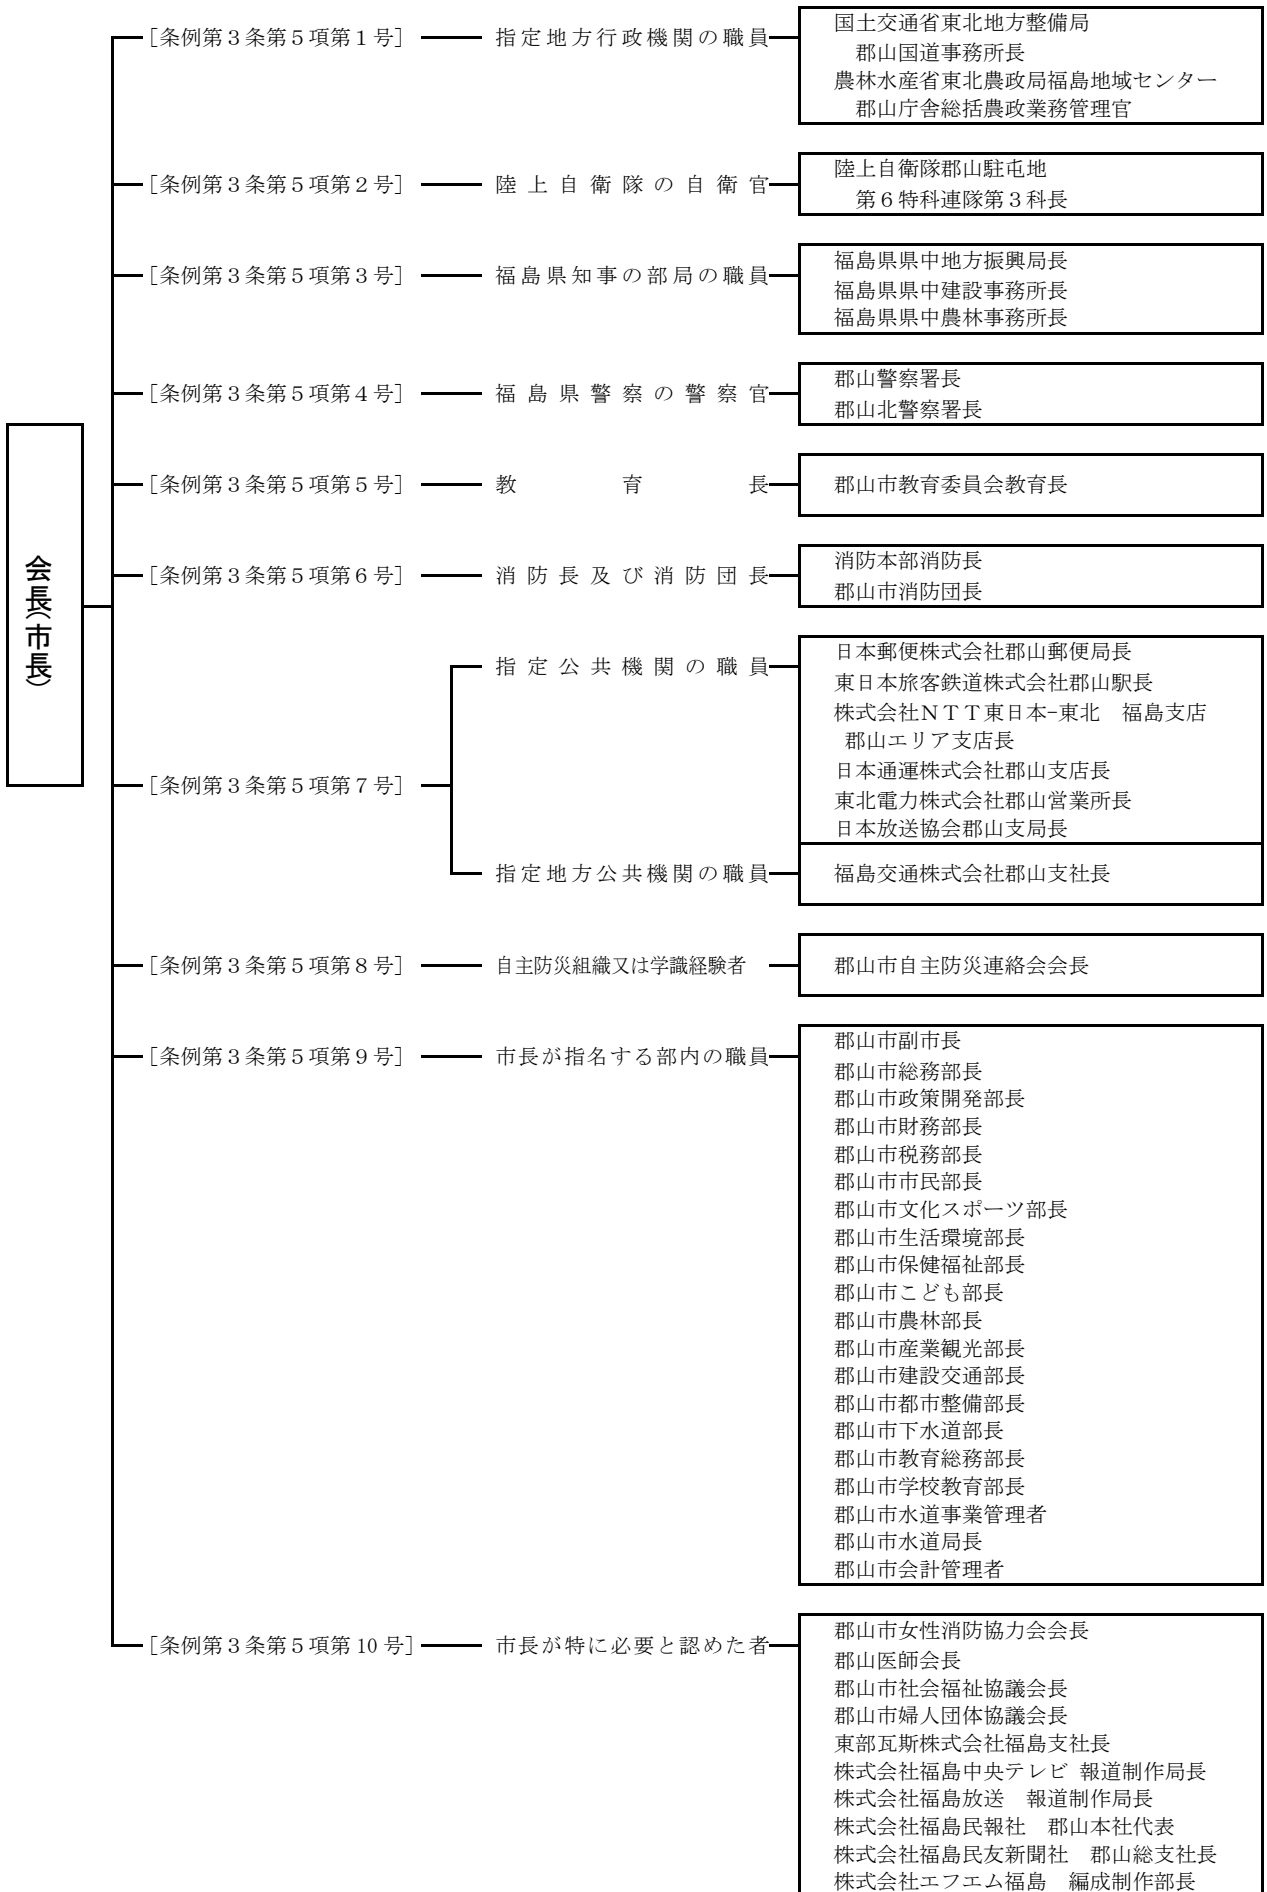 会長（市長）
［条例第３条第５項第１号］ 指定地方行政機関の職員
国土交通省東北地方整備局
郡山国道事務所長
農林水産省東北農政局福島地域センター
郡山庁舎総括農政業務管理官
［条例第３条第５項第２号］ 陸上自衛隊の自衛官
陸上自衛隊郡山駐屯地
第６特科連隊第３科長
［条例第３条第５項第３号］ 福島県知事の部局の職員
福島県県中地方振興局長
福島県県中建設事務所長
福島県県中農林事務所長
［条例第３条第５項第４号］ 福島県警察の警察官
郡山警察署長
郡山北警察署長
［条例第３条第５項第５号］ 教育長
郡山市教育委員会教育長
［条例第３条第５項第６号］ 消防長及び消防団長
消防本部消防長
郡山市消防団長
［条例第３条第５項第７号］
指定公共機関の職員
日本郵便株式会社郡山郵便局長
東日本旅客鉄道株式会社郡山駅長
株式会社ＮＴＴ東日本−東北　福島支店
郡山エリア支店長
日本通運株式会社郡山支店長
東北電力株式会社郡山営業所長
日本放送協会郡山支局長
指定地方公共機関の職員
福島交通株式会社郡山支社長
［条例第３条第５項第８号］ 自主防災組織又は学識経験者
郡山市自主防災連絡会会長
［条例第３条第５項第９号］ 市長が指名する部内の職員
郡山市副市長
郡山市総務部長
郡山市政策開発部長
郡山市財務部長
郡山市税務部長
郡山市市民部長
郡山市文化スポーツ部長
郡山市生活環境部長
郡山市保健福祉部長
郡山市こども部長
郡山市農林部長
郡山市産業観光部長
郡山市建設交通部長
郡山市都市整備部長
郡山市下水道部長
郡山市教育総務部長
郡山市学校教育部長
郡山市水道事業管理者
郡山市水道局長
郡山市会計管理者
［条例第３条第５項第 10 号］ 市長が特に必要と認めた者
郡山市女性消防協力会会長
郡山医師会長
郡山市社会福祉協議会長
郡山市婦人団体協議会長
東部瓦斯株式会社福島支社長
株式会社福島中央テレビ 報道制作局長
株式会社福島放送　報道制作局長
株式会社福島民報社　郡山本社代表
株式会社福島民友新聞社　郡山総支社長
株式会社エフエム福島　編成制作部長